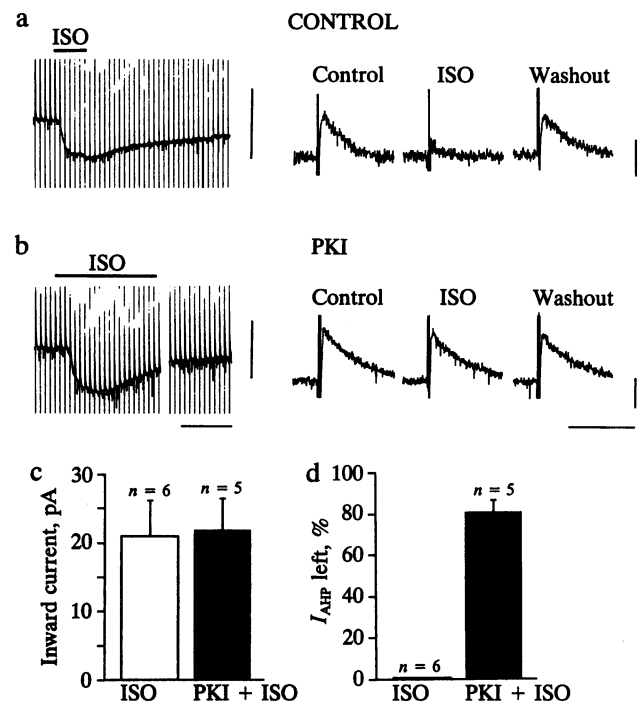 a
CONTROL
ISO
Control ISO Washout
b
PKI
ISO
Control ISO Washout
c
Inward current, pA
30
20
10
0
n = 6
n = 5
ISO
PKI + ISO
d
I_AHP left, %
100
80
60
40
20
0
n = 6
n = 5
ISO
PKI + ISO